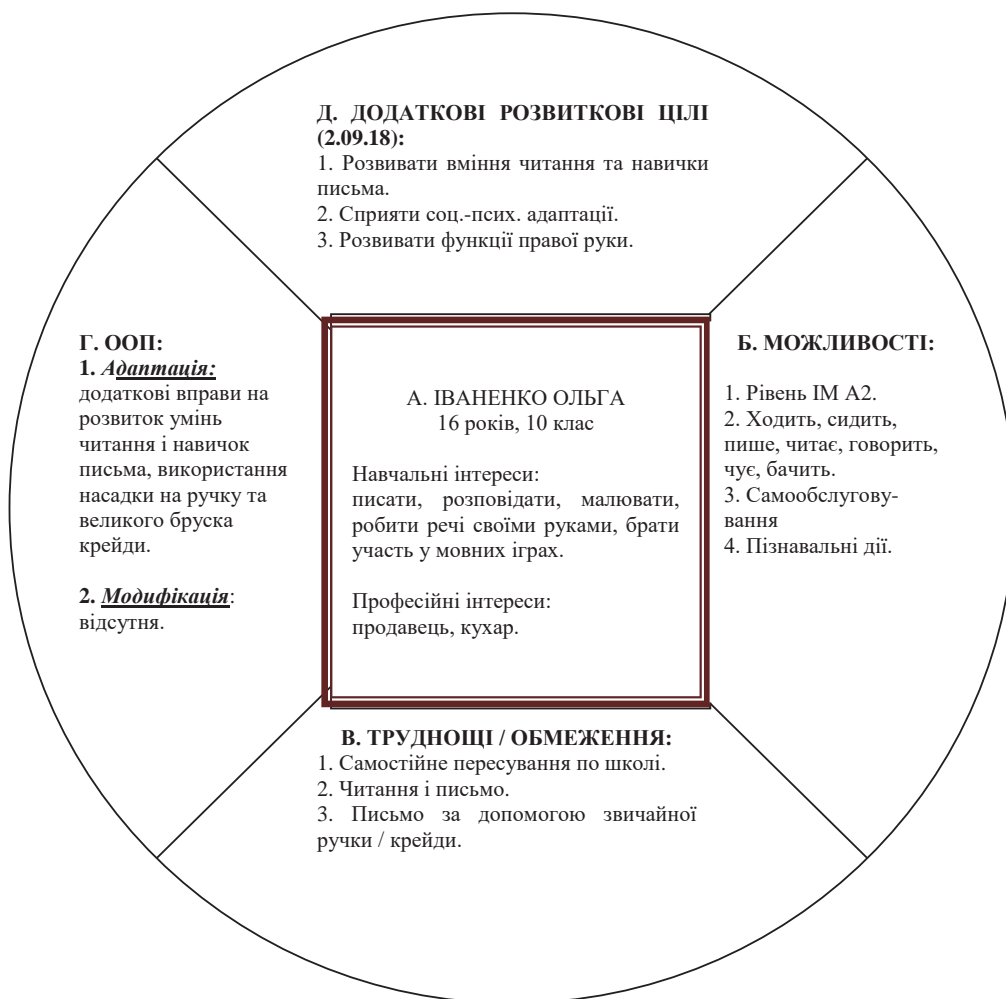 Д. ДОДАТКОВІ РОЗВИТКОВІ ЦІЛІ
(2.09.18):
1. Розвивати вміння читання та навички
письма.
2. Сприяти соц.-псих. адаптації.
3. Розвивати функції правої руки.
Г. ООП:
1. Адаптація:
додаткові вправи на
розвиток умінь
читання і навичок
письма, використання
насадки на ручку та
великого бруска
крейди.
2. Модифікація:
відсутня.
А. ІВАНЕНКО ОЛЬГА
16 років, 10 клас
Навчальні інтереси:
писати, розповідати, малювати,
робити речі своїми руками, брати
участь у мовних іграх.
Професійні інтереси:
продавець, кухар.
Б. МОЖЛИВОСТІ:
1. Рівень ІМ А2.
2. Ходить, сидить,
пише, читає, говорить,
чує, бачить.
3. Самообслугову-
вання
4. Пізнавальні дії.
В. ТРУДНОЩІ / ОБМЕЖЕННЯ:
1. Самостійне пересування по школі.
2. Читання і письмо.
3. Письмо за допомогою звичайної
ручки / крейди.